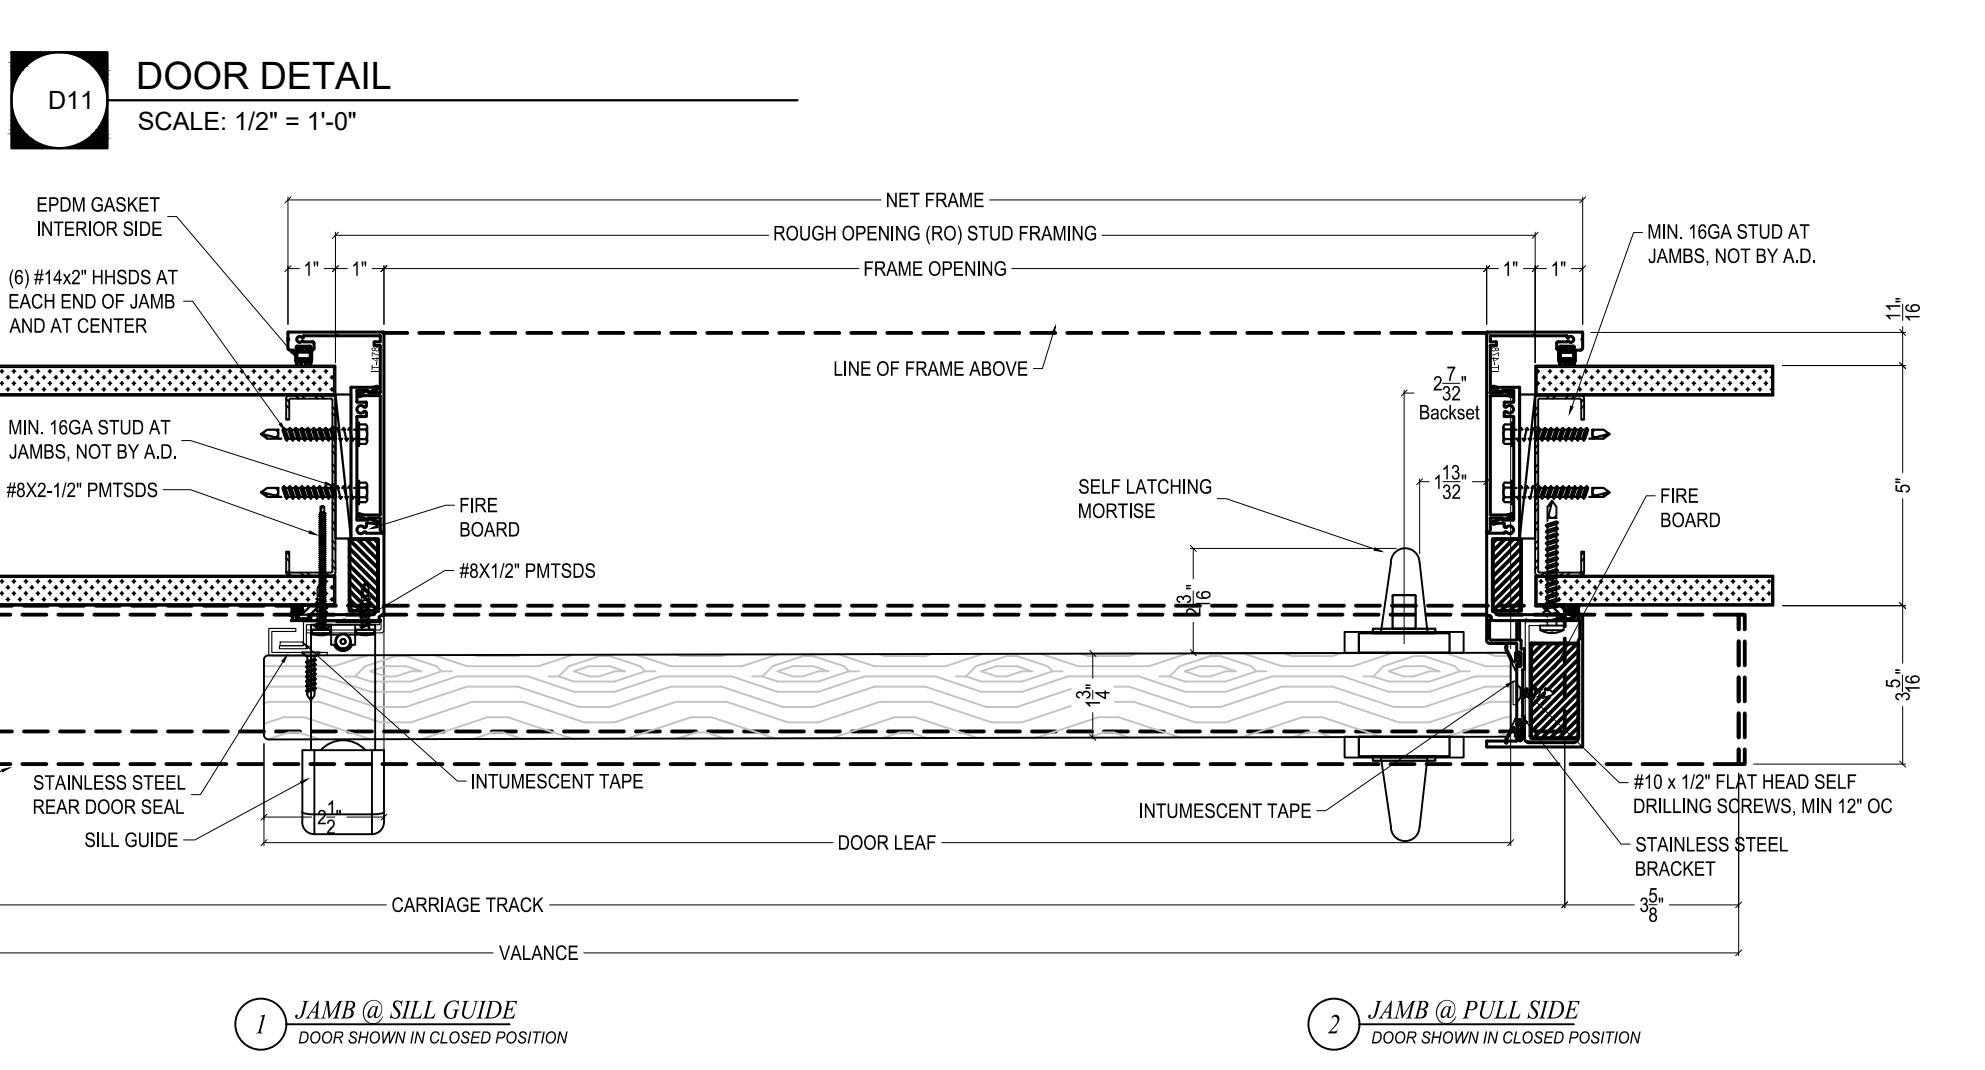 D11
DOOR DETAIL
SCALE: 1/2" = 1'-0"
NET FRAME
ROUGH OPENING (RO) STUD FRAMING
1"
1"
FRAME OPENING
1"
1"
EPDM GASKET
INTERIOR SIDE
(6) #14x2" HHSDS AT
EACH END OF JAMB
AND AT CENTER
MIN. 16GA STUD AT
JAMBS, NOT BY A.D.
#8X2-1/2" PMTSDS
FIRE
BOARD
#8X1/2" PMTSDS
LINE OF FRAME ABOVE
2 7/32"
Backset
1 13/32"
SELF LATCHING
MORTISE
2 3/16"
1 3/4"
MIN. 16GA STUD AT
JAMBS, NOT BY A.D.
11/16"
5"
3 5/16"
FIRE
BOARD
STAINLESS STEEL
REAR DOOR SEAL
SILL GUIDE
2 1/2"
INTUMESCENT TAPE
INTUMESCENT TAPE
#10 x 1/2" FLAT HEAD SELF
DRILLING SCREWS, MIN 12" OC
STAINLESS STEEL
BRACKET
DOOR LEAF
CARRIAGE TRACK
3 5/8"
VALANCE
1
JAMB @ SILL GUIDE
DOOR SHOWN IN CLOSED POSITION
2
JAMB @ PULL SIDE
DOOR SHOWN IN CLOSED POSITION